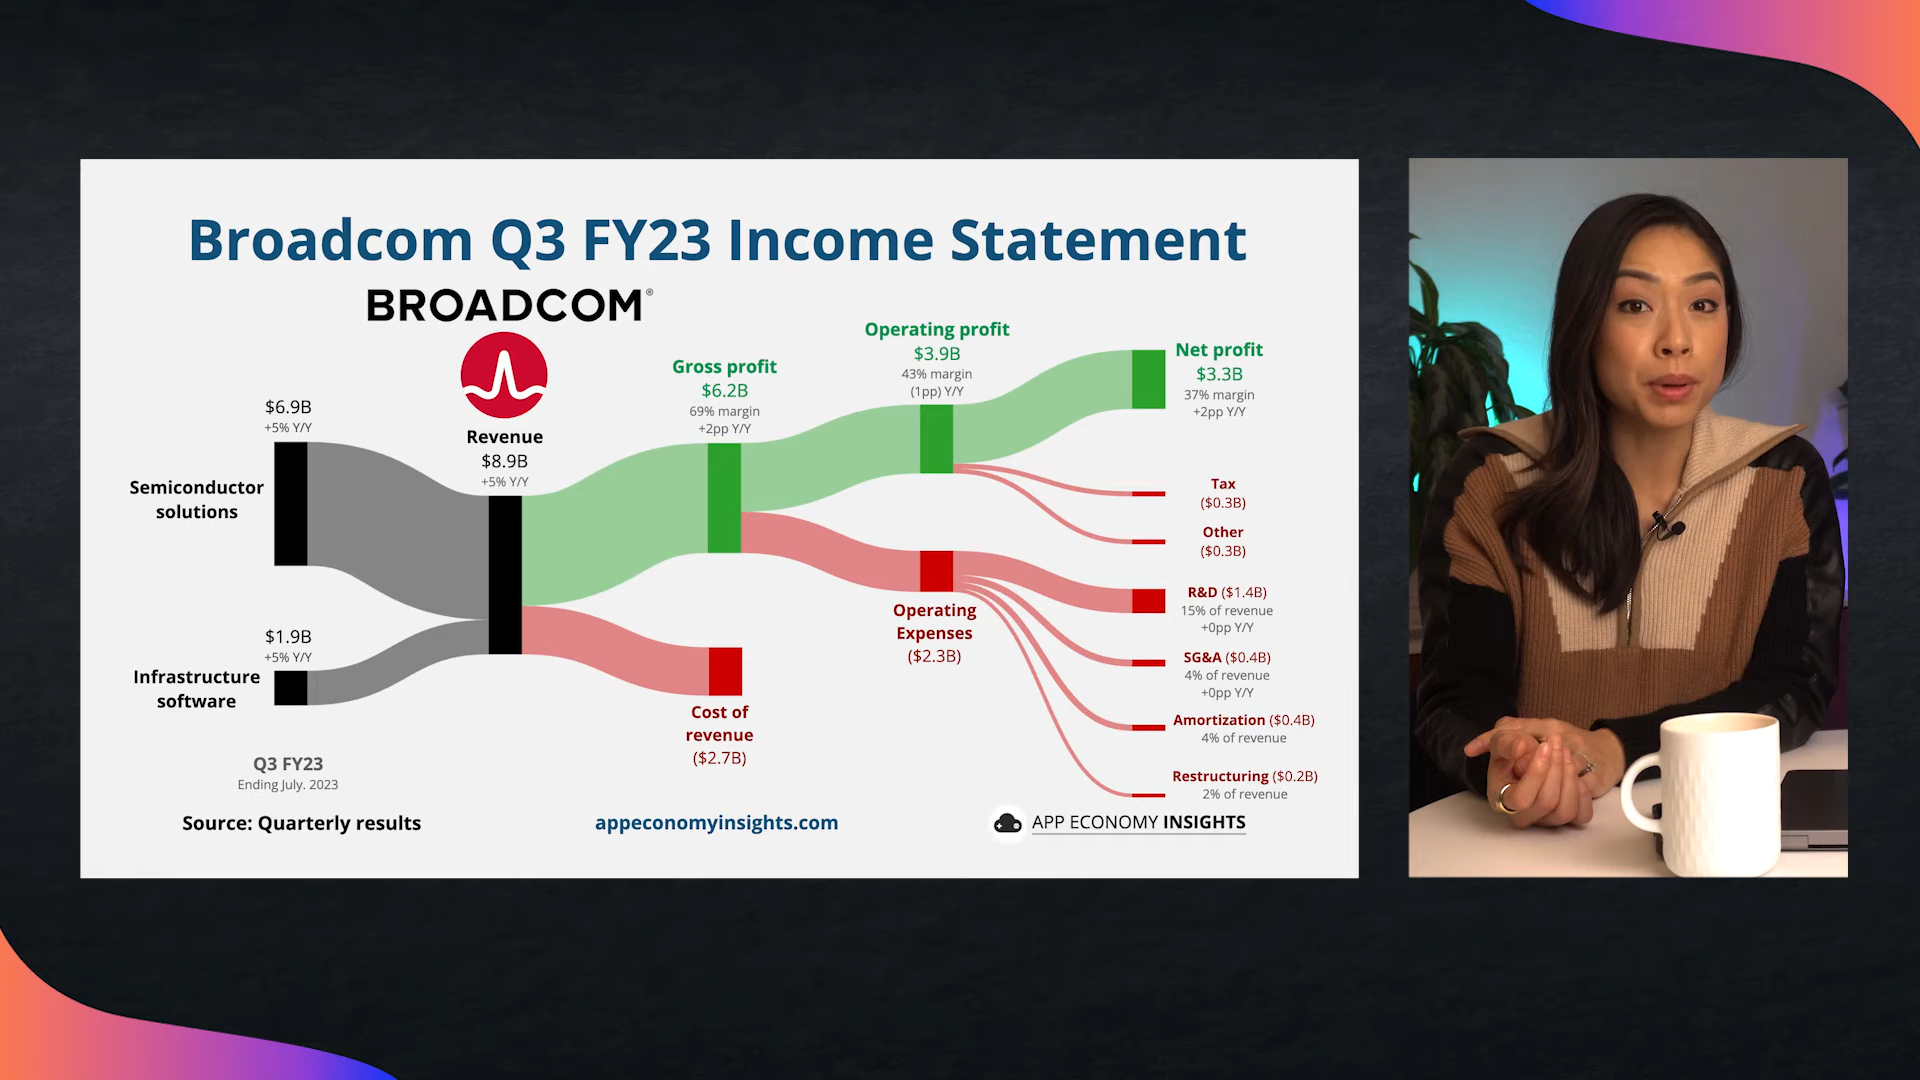 Broadcom Q3 FY23 Income Statement
BROADCOM®
$6.9B
+5% Y/Y
Semiconductor
solutions
$1.9B
+5% Y/Y
Infrastructure
software
Revenue
$8.9B
+5% Y/Y
Gross profit
$6.2B
69% margin
+2pp Y/Y
Cost of
revenue
($2.7B)
Operating profit
$3.9B
43% margin
(1pp) Y/Y
Operating
Expenses
($2.3B)
Net profit
$3.3B
37% margin
+2pp Y/Y
Tax
($0.3B)
Other
($0.3B)
R&D ($1.4B)
15% of revenue
+0pp Y/Y
SG&A ($0.4B)
4% of revenue
+0pp Y/Y
Amortization ($0.4B)
4% of revenue
Restructuring ($0.2B)
2% of revenue
Q3 FY23
Ending July. 2023
Source: Quarterly results
appeconomyinsights.com
APP ECONOMY INSIGHTS